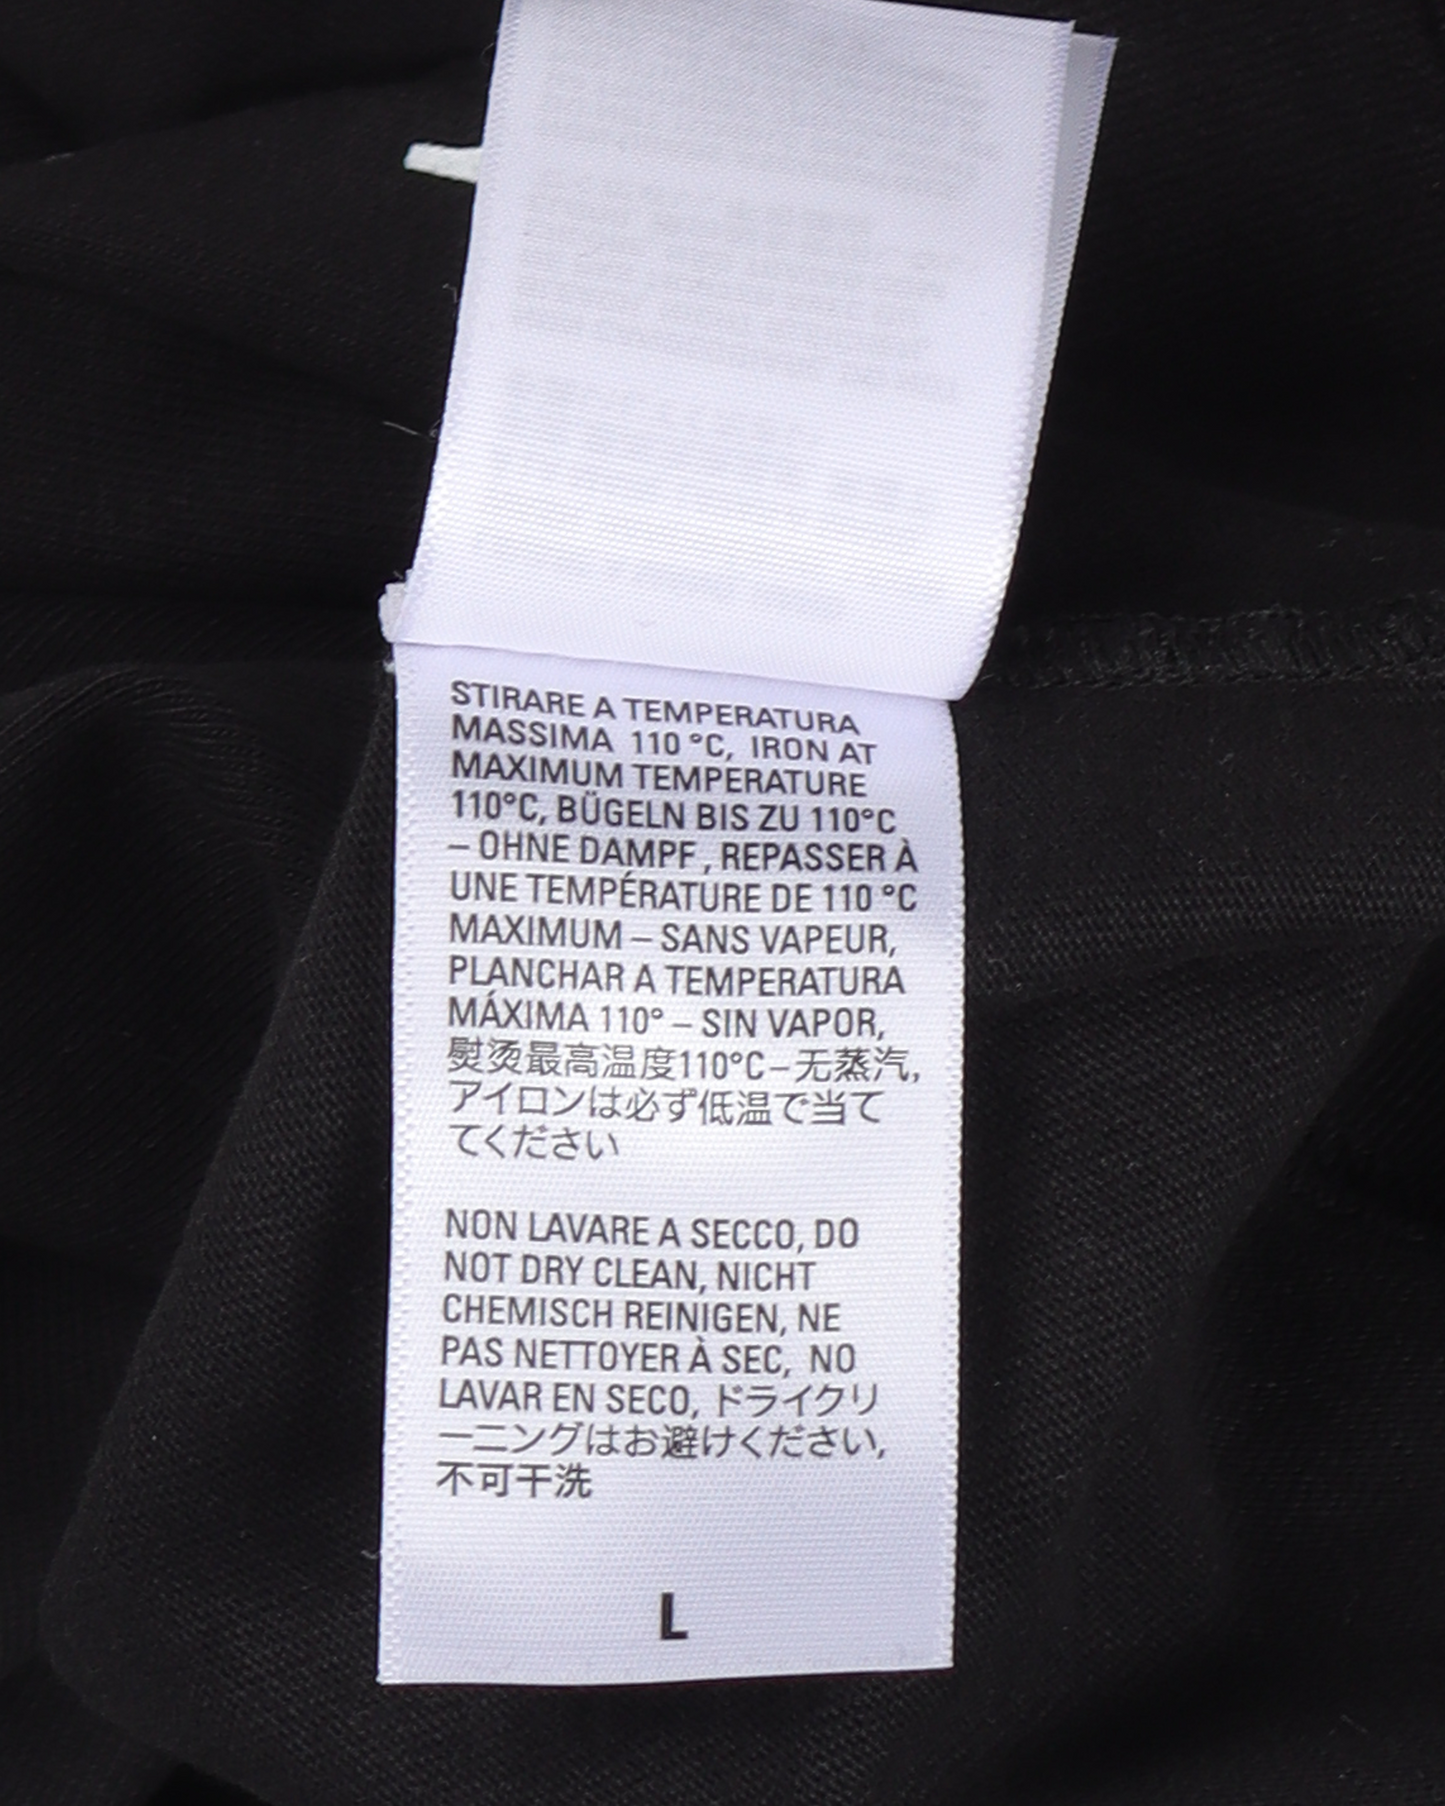 STIRARE A TEMPERATURA
MASSIMA 110 °C, IRON AT
MAXIMUM TEMPERATURE
110°C, BÜGELN BIS ZU 110°C
– OHNE DAMPF, REPASSER À
UNE TEMPÉRATURE DE 110 °C
MAXIMUM – SANS VAPEUR,
PLANCHAR A TEMPERATURA
MÁXIMA 110° – SIN VAPOR,
熨烫最高温度110°C–无蒸汽,
アイロンは必ず低温で当て
てください
NON LAVARE A SECCO, DO
NOT DRY CLEAN, NICHT
CHEMISCH REINIGEN, NE
PAS NETTOYER À SEC, NO
LAVAR EN SECO, ドライクリ
ーニングはお避けください,
不可干洗
L